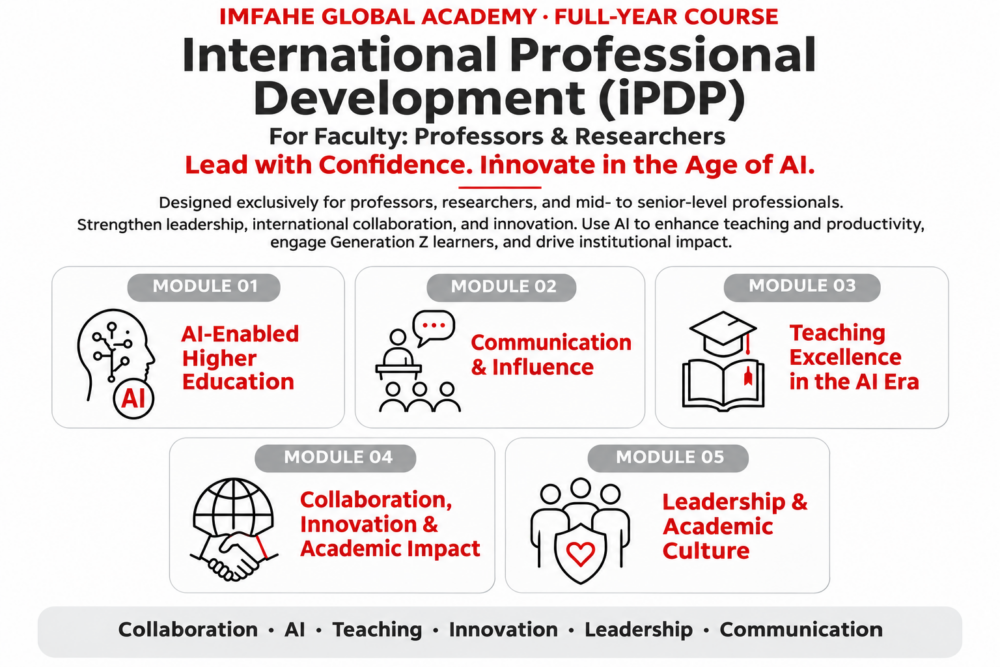 IMFAHE GLOBAL ACADEMY · FULL-YEAR COURSE
International Professional
Development (iPDP)
For Faculty: Professors & Researchers
Lead with Confidence. Innovate in the Age of AI.
Designed exclusively for professors, researchers, and mid- to senior-level professionals.
Strengthen leadership, international collaboration, and innovation. Use AI to enhance teaching and productivity,
engage Generation Z learners, and drive institutional impact.
MODULE 01
AI-Enabled
Higher
Education
AI
MODULE 02
Communication
& Influence
MODULE 03
Teaching
Excellence
in the AI Era
MODULE 04
Collaboration,
Innovation &
Academic Impact
MODULE 05
Leadership &
Academic
Culture
Collaboration · AI · Teaching · Innovation · Leadership · Communication